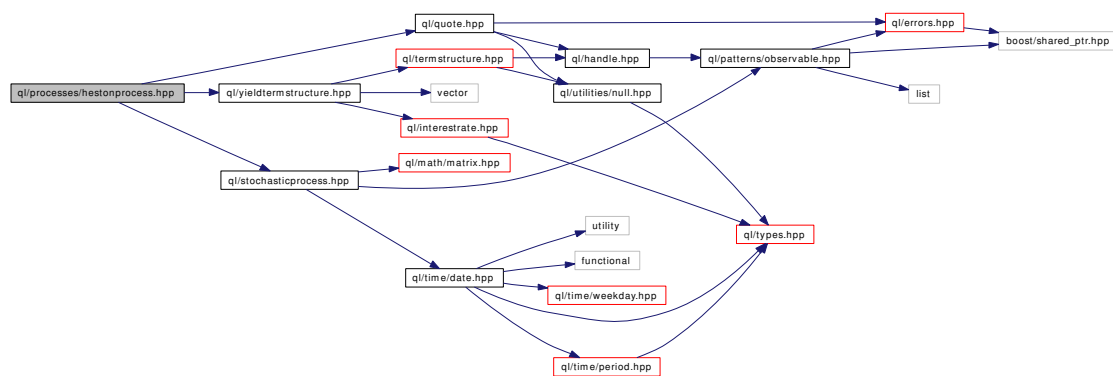 ql/quote.hpp
ql/errors.hpp
boost/shared_ptr.hpp
ql/termstructure.hpp
ql/handle.hpp
ql/patterns/observable.hpp
ql/processes/hestonprocess.hpp
ql/yieldtermstructure.hpp
vector
ql/utilities/null.hpp
list
ql/interestrate.hpp
ql/math/matrix.hpp
ql/stochasticprocess.hpp
utility
ql/types.hpp
functional
ql/time/date.hpp
ql/time/weekday.hpp
ql/time/period.hpp